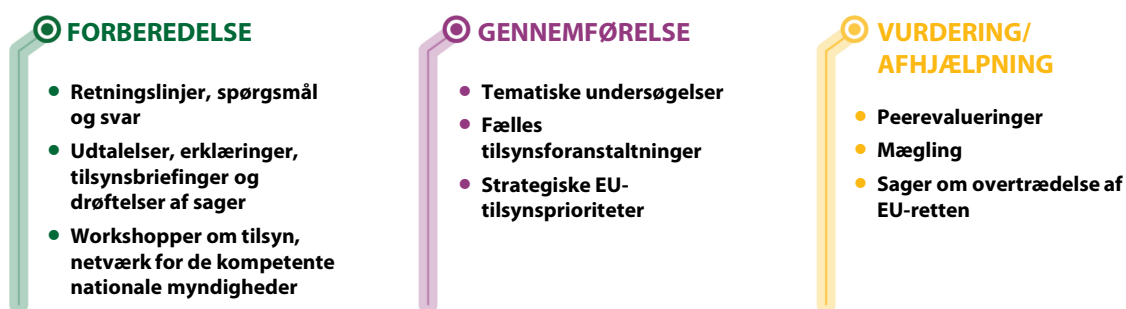 FORBEREDELSE
Retningslinjer, spørgsmål
og svar
Udtalelser, erklæringer,
tilsynsbriefinger og
drøftelser af sager
Workshopper om tilsyn,
netværk for de kompetente
nationale myndigheder
GENNEMFØRELSE
Tematiske undersøgelser
Fælles
tilsynsforanstaltninger
Strategiske EU-
tilsynsprioriteter
VURDERING/
AFHJÆLPNING
Peerevalueringer
Mægling
Sager om overtrædelse af
EU-retten